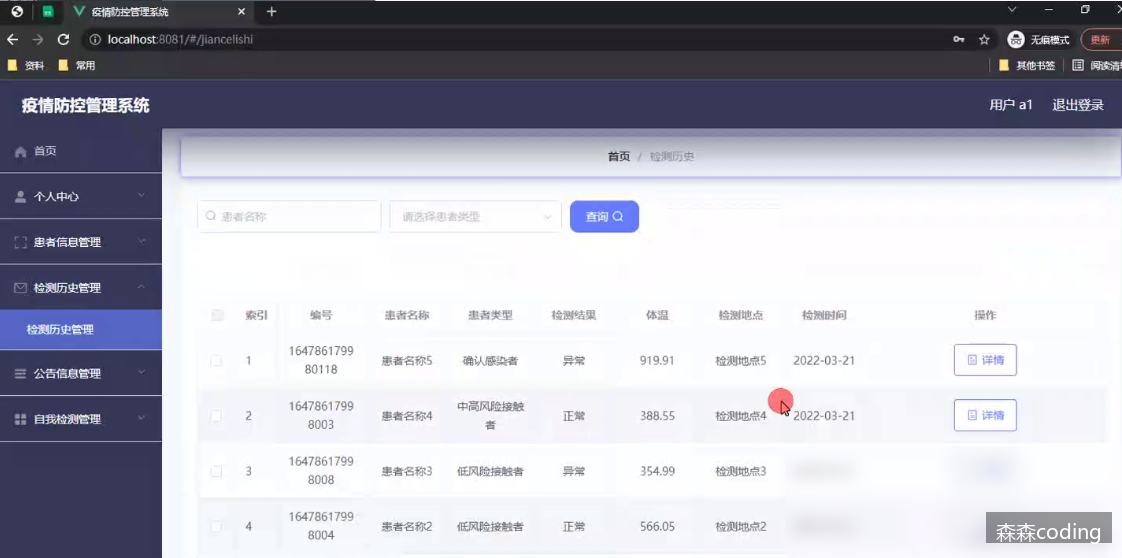 疫情防控管理系统
localhost:8081/#/jiancelishi
无痕模式
更新
资料
常用
其他书签
阅读清
疫情防控管理系统
用户 a1
退出登录
首页
个人中心
患者信息管理
检测历史管理
检测历史管理
公告信息管理
自我检测管理
首页 / 检测历史
患者名称
请选择患者类型
查询
索引 编号 患者名称 患者类型 检测结果 体温 检测地点 检测时间 操作
1 1647861799 患者名称5 确认感染者 异常 919.91 检测地点5 2022-03-21 详情
80118
2 1647861799 患者名称4 中高风险接触 正常 388.55 检测地点4 2022-03-21 详情
8003 者
3 1647861799 患者名称3 低风险接触者 异常 354.99 检测地点3
8008
4 1647861799 患者名称2 低风险接触者 正常 566.05 检测地点2
8004
森森coding